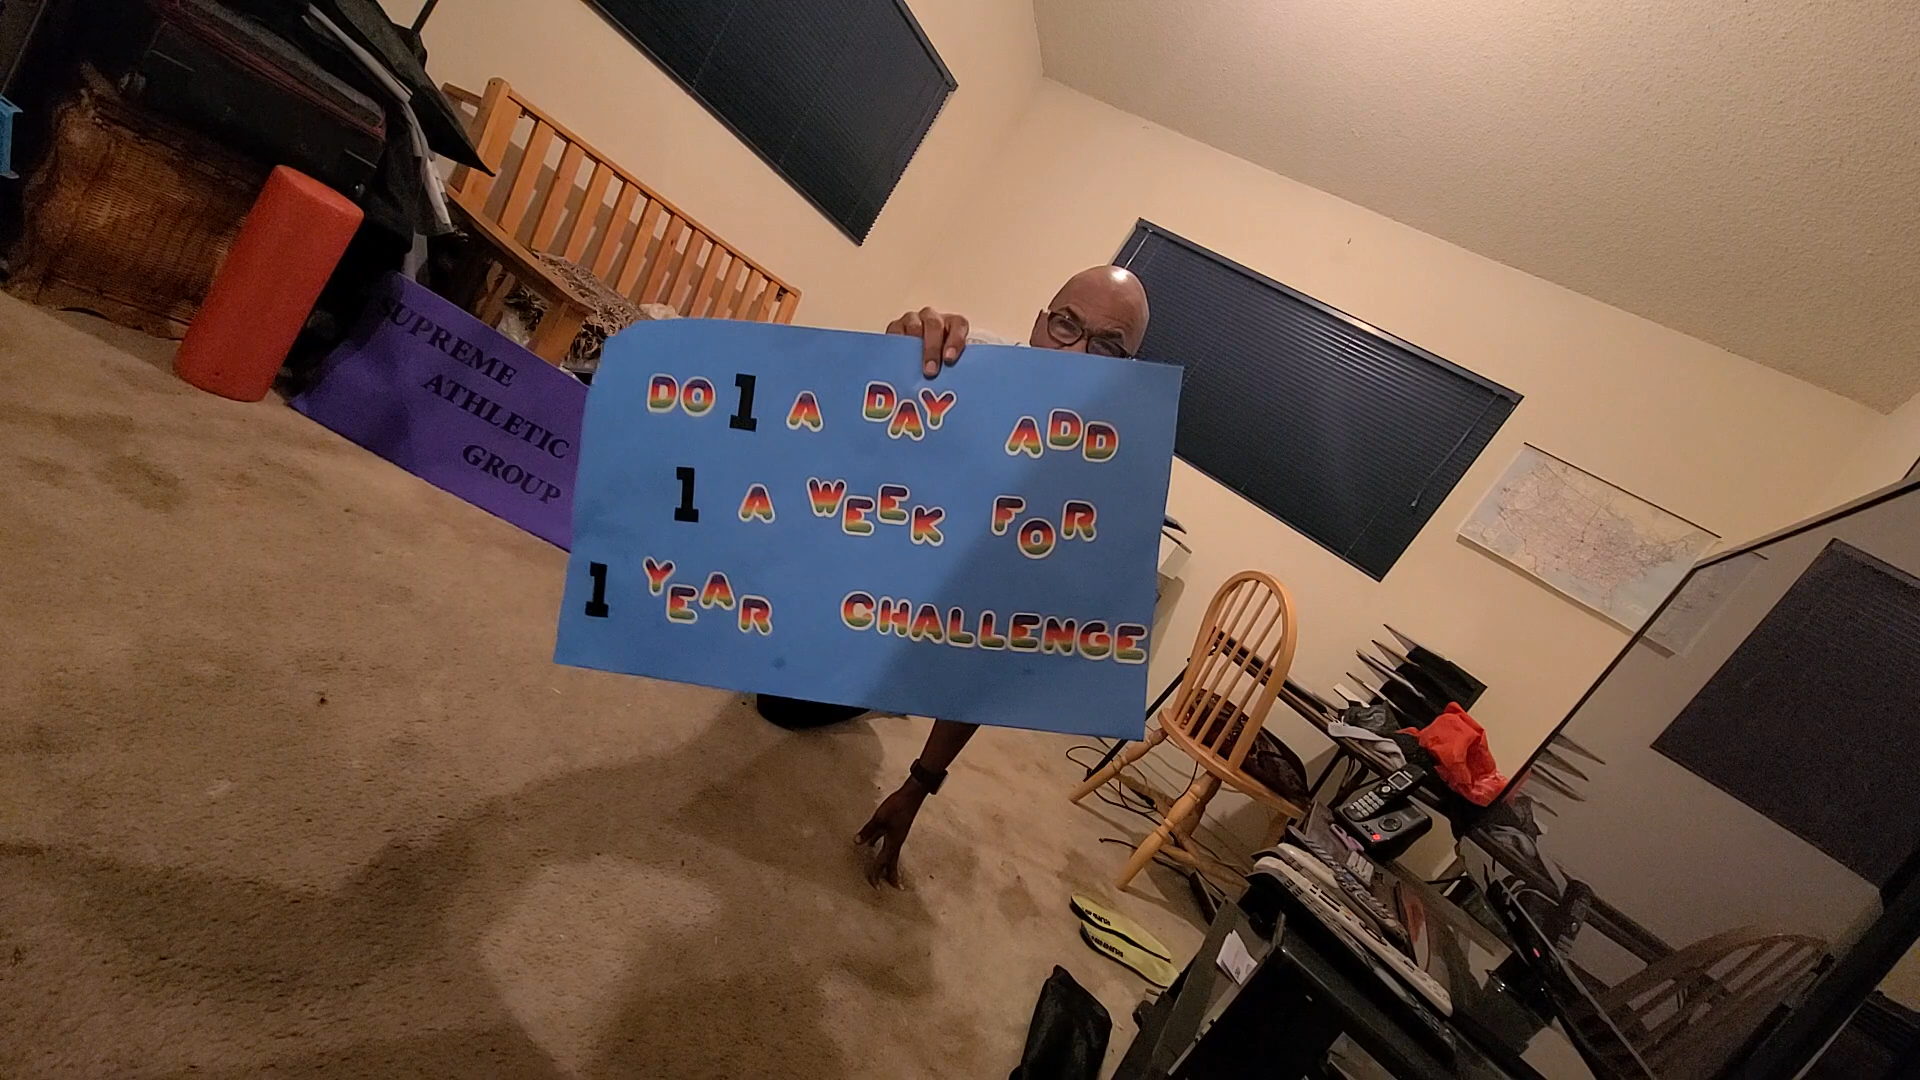 SUPREME
ATHLETIC
GROUP
DO 1 A DAY ADD
1 A WEEK FOR
1 YEAR CHALLENGE